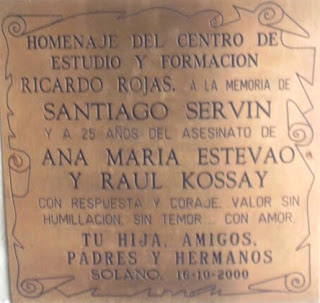 HOMENAJE DEL CENTRO DE
ESTUDIO Y FORMACION
RICARDO ROJAS. A LA MEMORIA DE
SANTIAGO SERVIN
Y A 25 AÑOS DEL ASESINATO DE
ANA MARIA ESTEVAO
Y RAUL KOSSAY
CON RESPUESTA Y CORAJE. VALOR SIN
HUMILLACION. SIN TEMOR... CON AMOR.
TU HIJA, AMIGOS,
PADRES Y HERMANOS
SOLANO, 16-10-2000